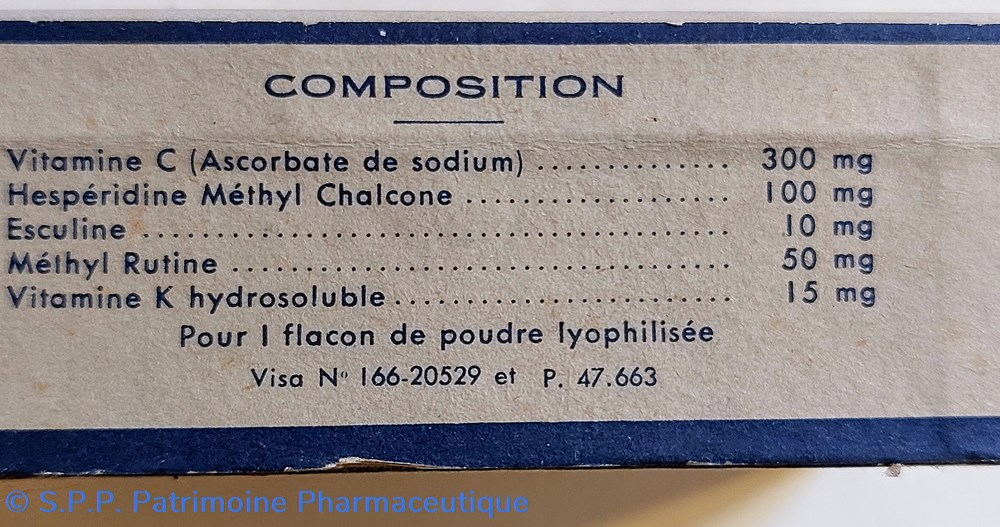 COMPOSITION
Vitamine C (Ascorbate de sodium) .............. 300 mg
Hespéridine Méthyl Chalcone ................... 100 mg
Esculine .......................................... 10 mg
Méthyl Rutine .................................... 50 mg
Vitamine K hydrosoluble......................... 15 mg
Pour 1 flacon de poudre lyophilisée
Visa N° 166-20529 et P. 47.663
© S.P.P. Patrimoine Pharmaceutique